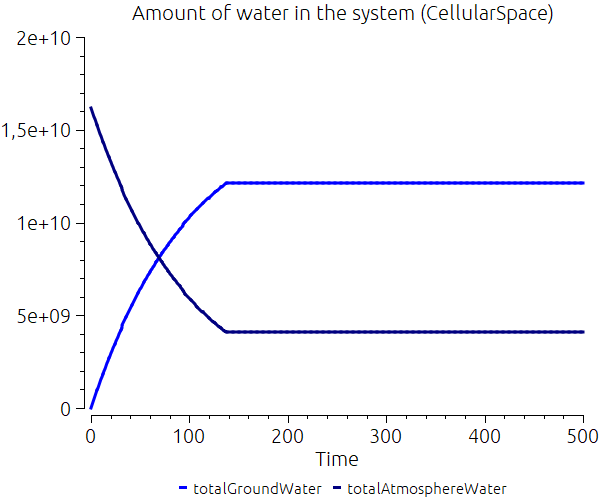 Amount of water in the system (CellularSpace)
2e+10
1,5e+10
1e+10
5e+09
0
0 100 200 300 400 500
Time
totalGroundWater totalAtmosphereWater